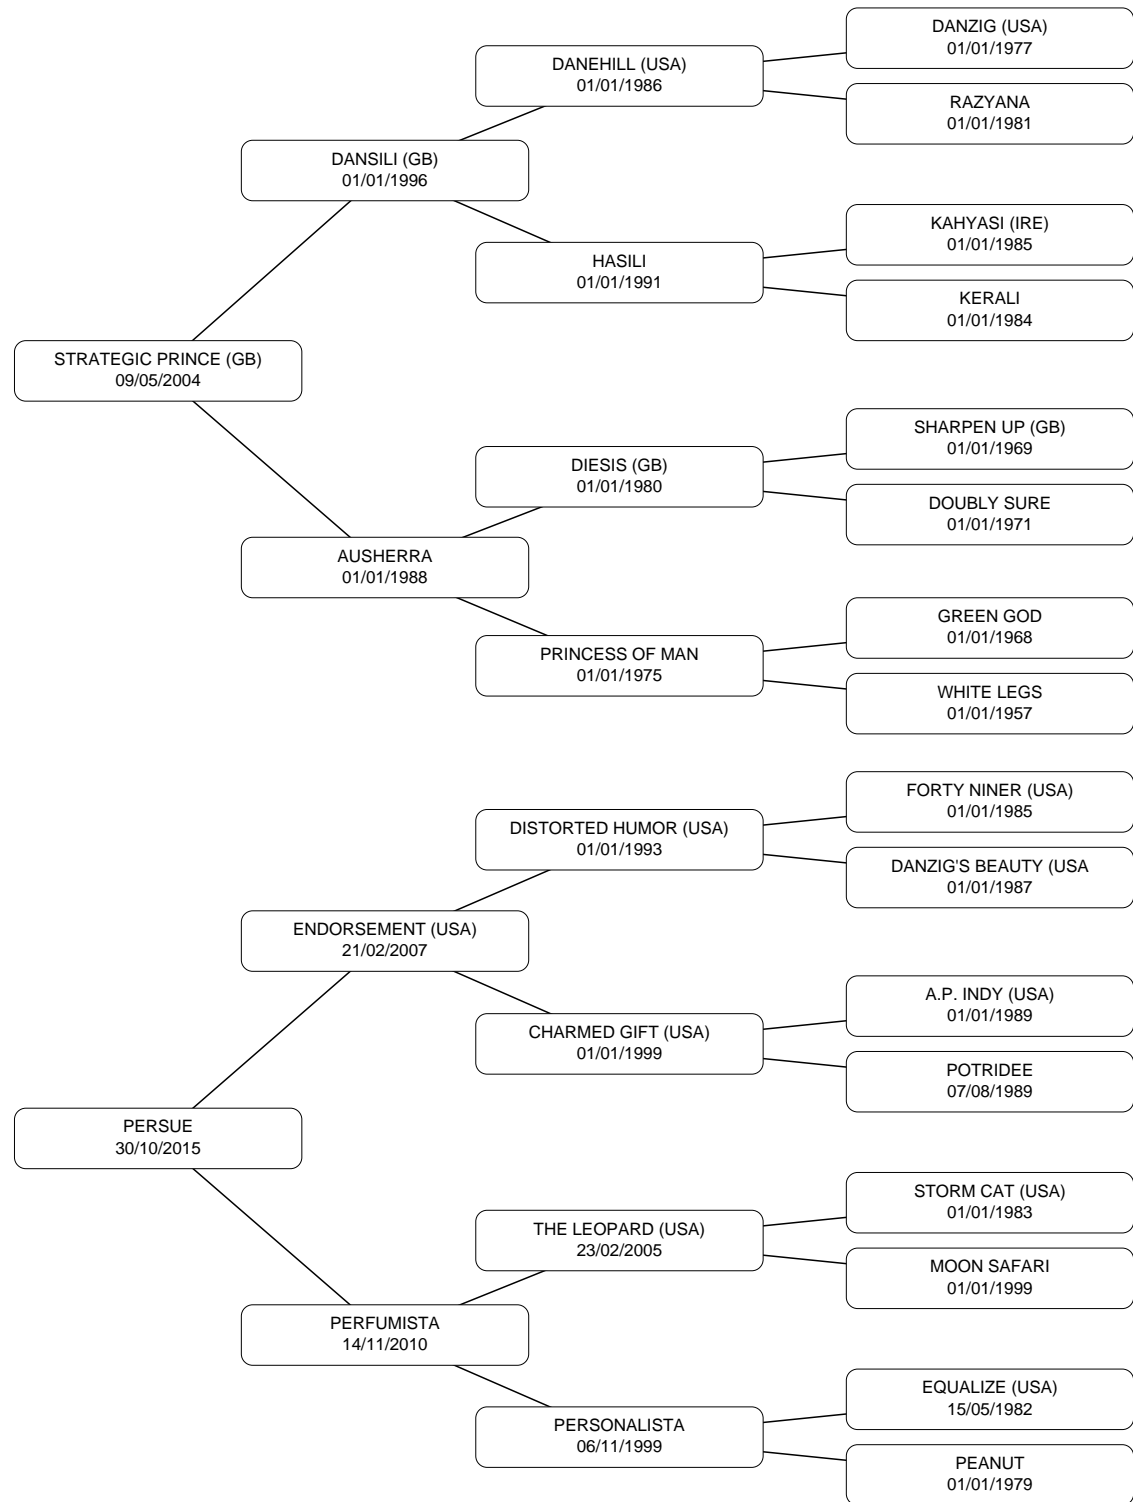 DANZIG (USA)
01/01/1977
DANEHILL (USA)
01/01/1986
RAZYANA
01/01/1981
DANSILI (GB)
01/01/1996
KAHYASI (IRE)
01/01/1985
HASILI
01/01/1991
KERALI
01/01/1984
STRATEGIC PRINCE (GB)
09/05/2004
SHARPEN UP (GB)
01/01/1969
DIESIS (GB)
01/01/1980
DOUBLY SURE
01/01/1971
AUSHERRA
01/01/1988
GREEN GOD
01/01/1968
PRINCESS OF MAN
01/01/1975
WHITE LEGS
01/01/1957
FORTY NINER (USA)
01/01/1985
DISTORTED HUMOR (USA)
01/01/1993
DANZIG'S BEAUTY (USA
01/01/1987
ENDORSEMENT (USA)
21/02/2007
A.P. INDY (USA)
01/01/1989
CHARMED GIFT (USA)
01/01/1999
POTRIDEE
07/08/1989
PERSUE
30/10/2015
STORM CAT (USA)
01/01/1983
THE LEOPARD (USA)
23/02/2005
MOON SAFARI
01/01/1999
PERFUMISTA
14/11/2010
EQUALIZE (USA)
15/05/1982
PERSONALISTA
06/11/1999
PEANUT
01/01/1979